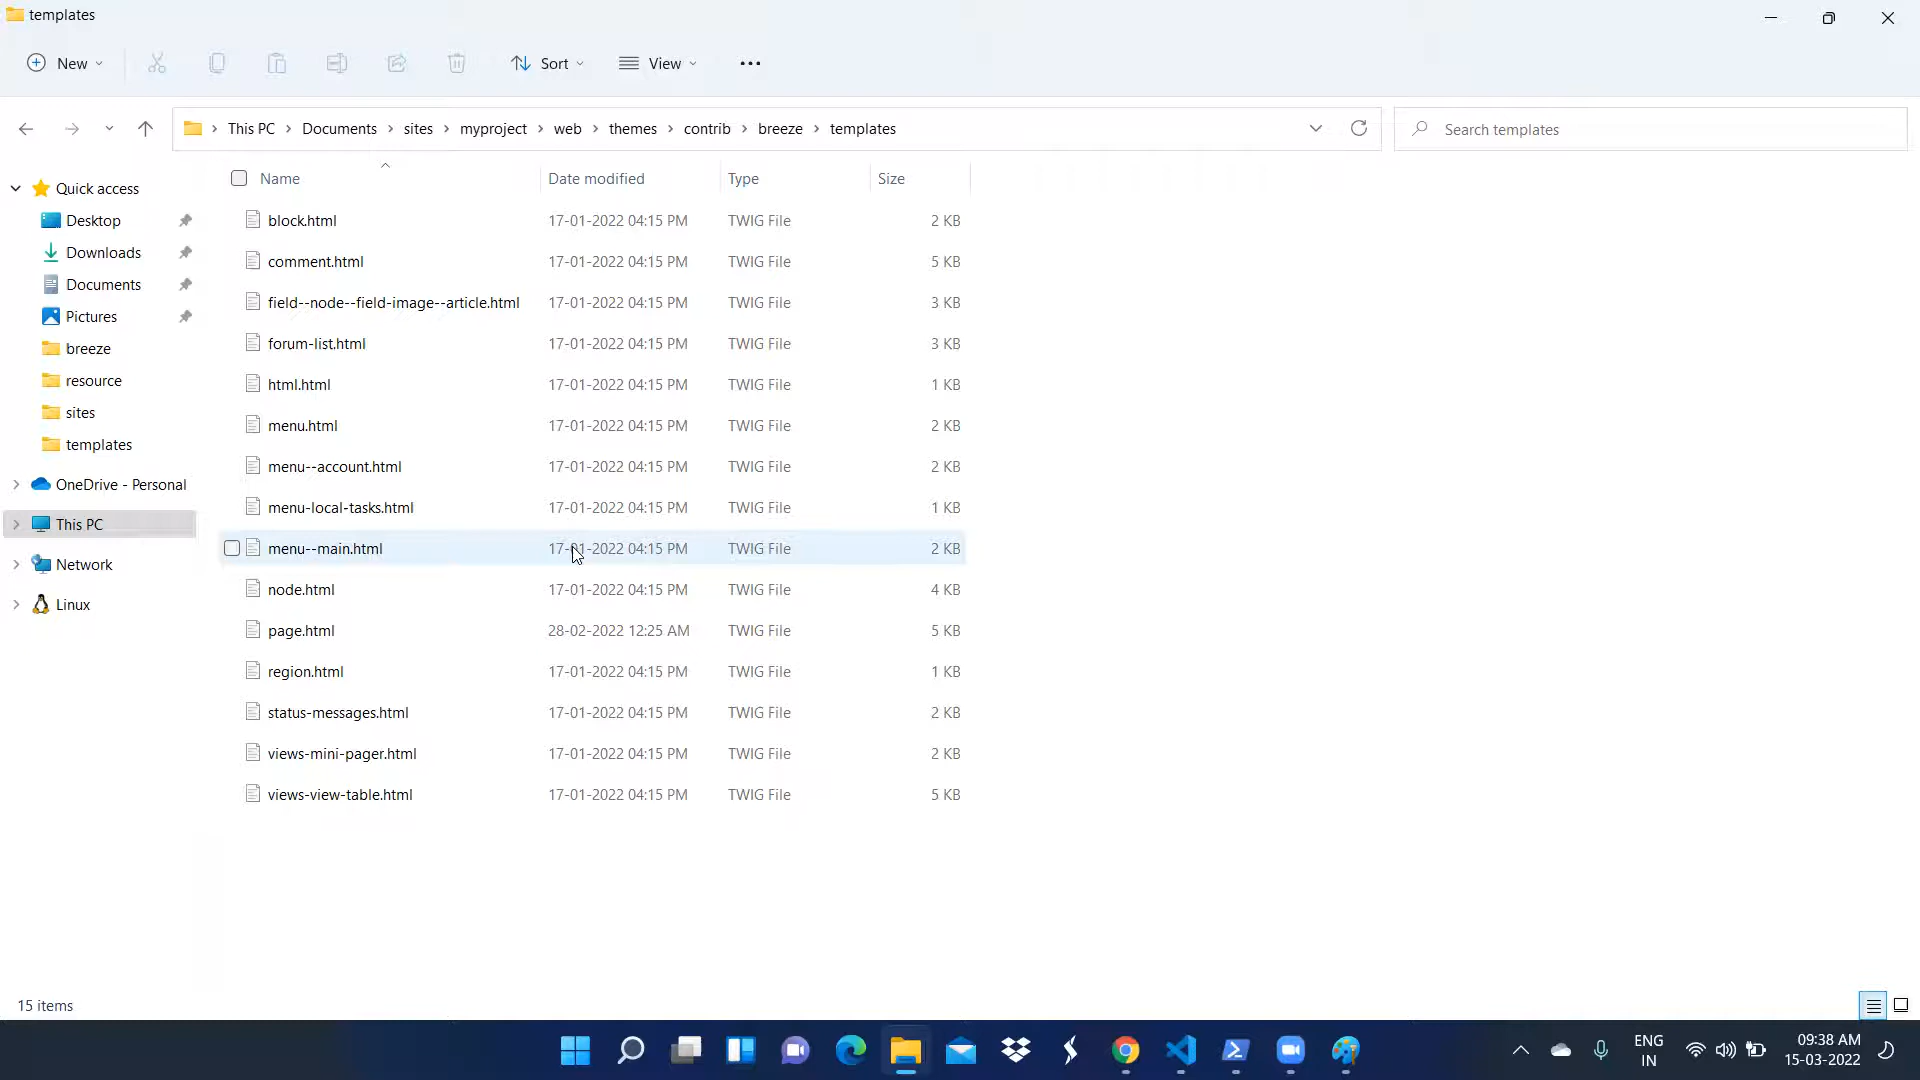 templates
New
Sort
View
This PC > Documents > sites > myproject > web > themes > contrib > breeze > templates
Search templates
Name Date modified Type Size
Quick access
Desktop
Downloads
Documents
Pictures
breeze
resource
sites
templates
OneDrive - Personal
This PC
Network
Linux
block.html 17-01-2022 04:15 PM TWIG File 2 KB
comment.html 17-01-2022 04:15 PM TWIG File 5 KB
field--node--field-image--article.html 17-01-2022 04:15 PM TWIG File 3 KB
forum-list.html 17-01-2022 04:15 PM TWIG File 3 KB
html.html 17-01-2022 04:15 PM TWIG File 1 KB
menu.html 17-01-2022 04:15 PM TWIG File 2 KB
menu--account.html 17-01-2022 04:15 PM TWIG File 2 KB
menu-local-tasks.html 17-01-2022 04:15 PM TWIG File 1 KB
menu--main.html 17-01-2022 04:15 PM TWIG File 2 KB
node.html 17-01-2022 04:15 PM TWIG File 4 KB
page.html 28-02-2022 12:25 AM TWIG File 5 KB
region.html 17-01-2022 04:15 PM TWIG File 1 KB
status-messages.html 17-01-2022 04:15 PM TWIG File 2 KB
views-mini-pager.html 17-01-2022 04:15 PM TWIG File 2 KB
views-view-table.html 17-01-2022 04:15 PM TWIG File 5 KB
15 items
ENG
IN
09:38 AM
15-03-2022